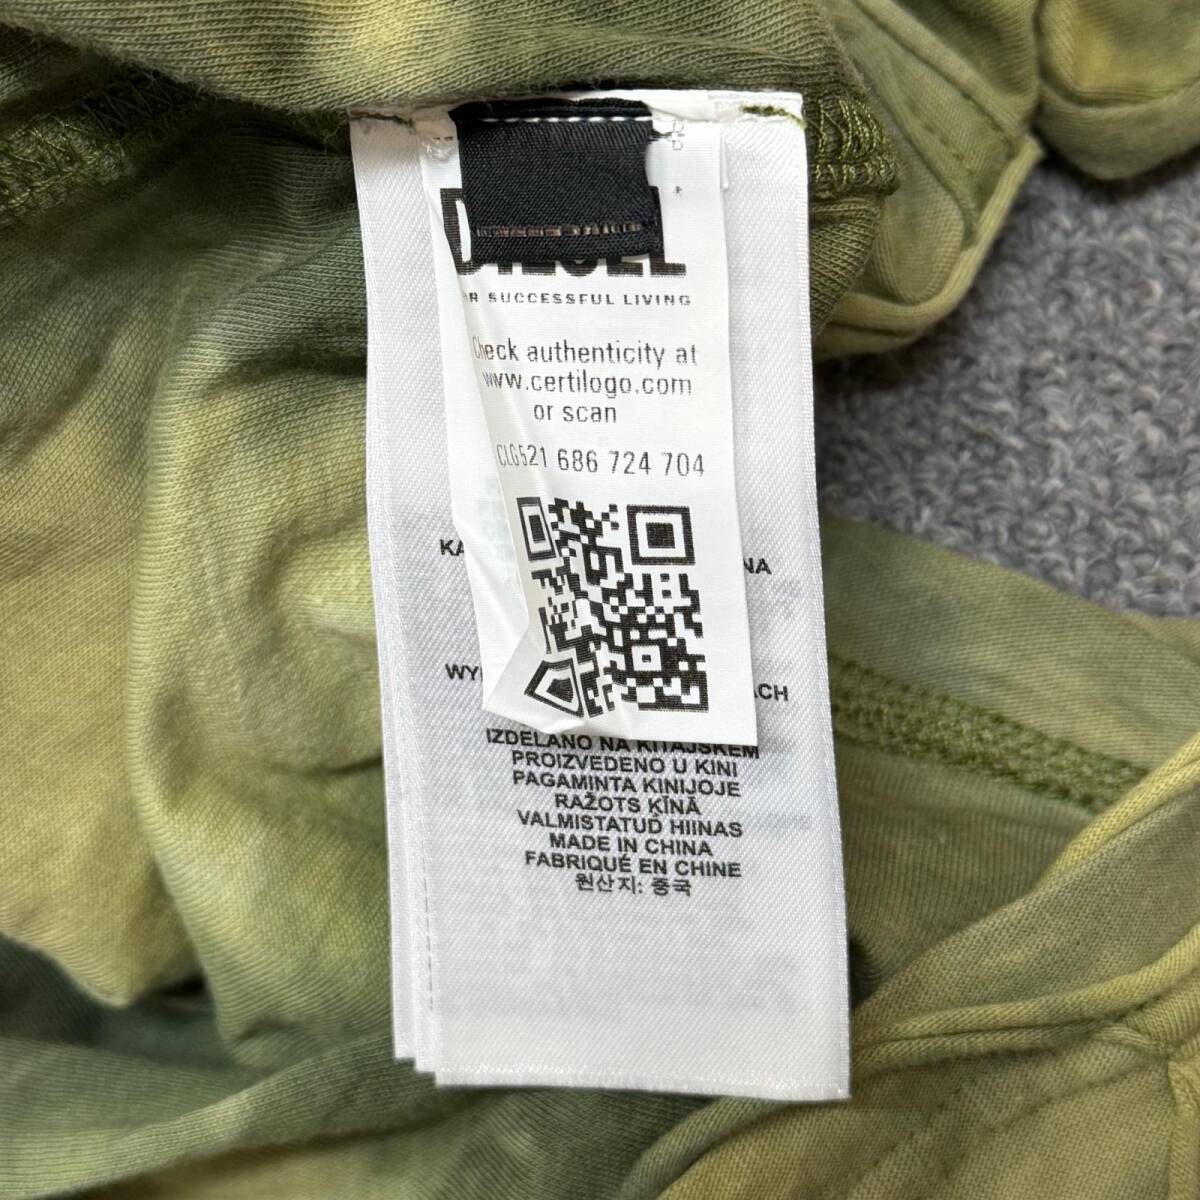 DIESEL
SUCCESSFUL LIVING
Check authenticity at
www.certilogo.com
or scan
CLG521 686 724 704
IZDELANO NA KITAJSKEM
PROIZVEDENO U KINI
PAGAMINTA KINIJOJE
RAŽOTS ĶĪNĀ
VALMISTATUD HIINAS
MADE IN CHINA
FABRIQUÉ EN CHINE
원산지: 중국